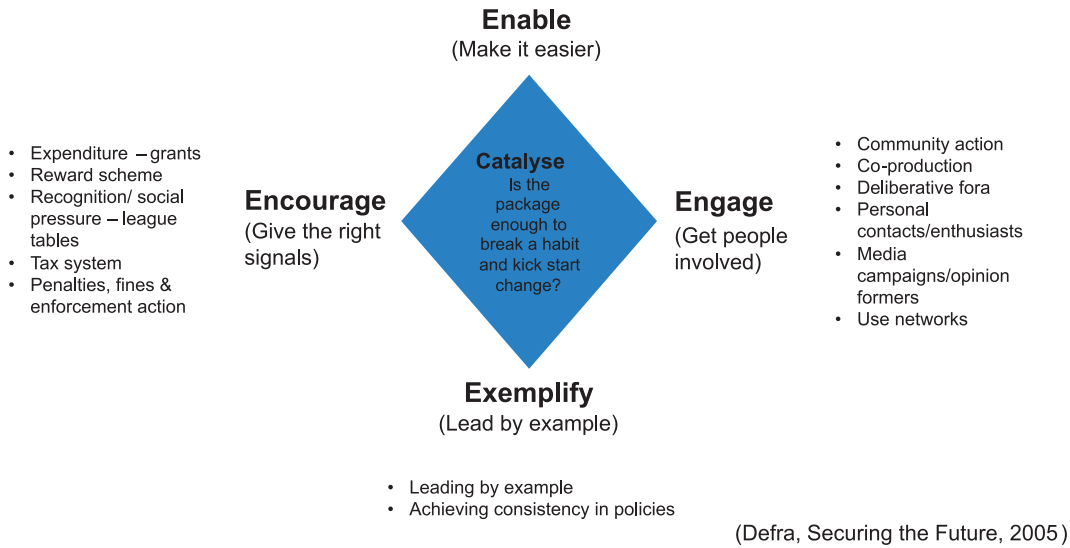 Enable
(Make it easier)
• Expenditure – grants
• Reward scheme
• Recognition/ social
pressure – league
tables
• Tax system
• Penalties, fines &
enforcement action
Encourage
(Give the right
signals)
Catalyse
Is the
package
enough to
break a habit
and kick start
change?
Engage
(Get people
involved)
• Community action
• Co-production
• Deliberative fora
• Personal
contacts/enthusiasts
• Media
campaigns/opinion
formers
• Use networks
Exemplify
(Lead by example)
• Leading by example
• Achieving consistency in policies
(Defra, Securing the Future, 2005)